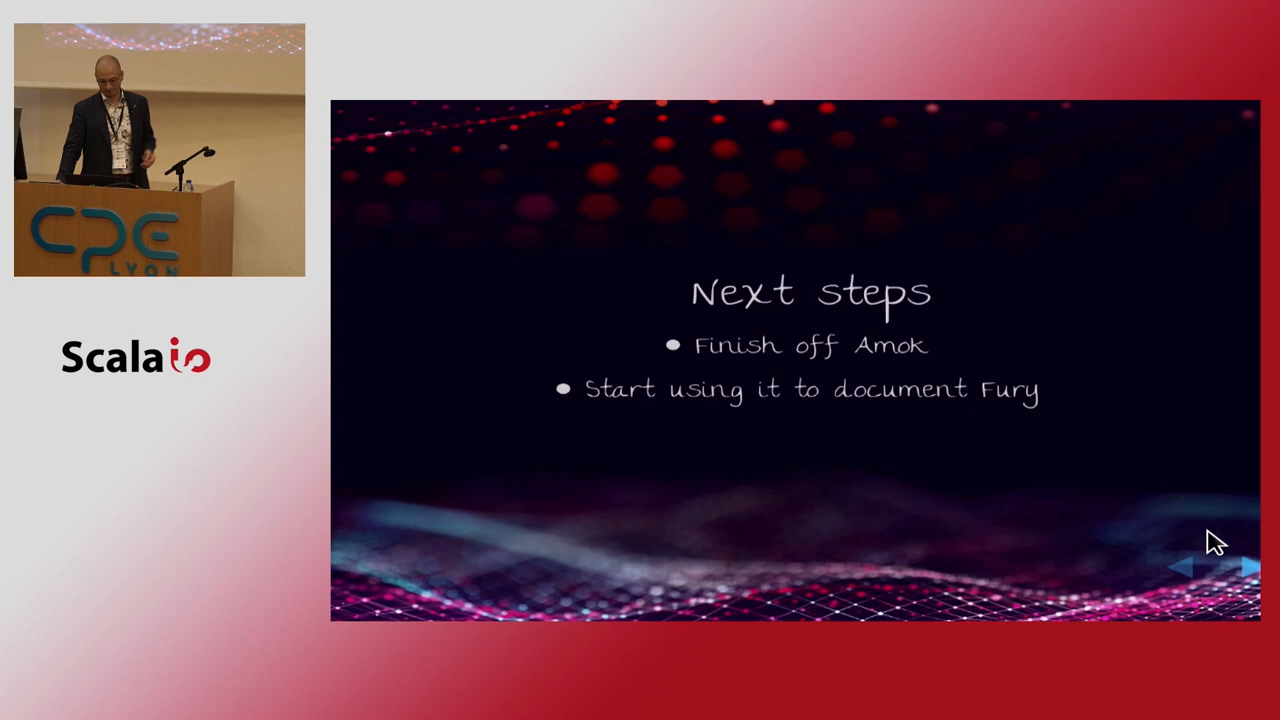 CPE
LYON
Scala io
Next steps
Finish off Amok
Start using it to document Fury